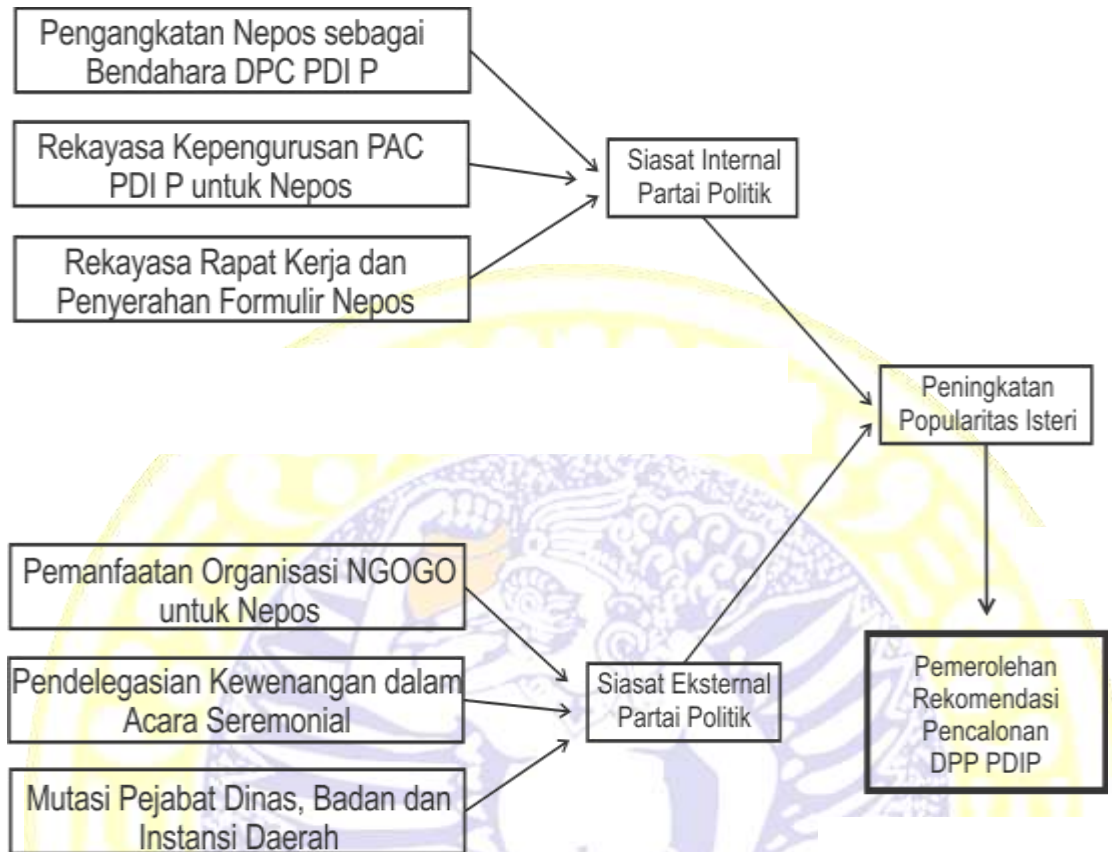 Pengangkatan Nepos sebagai
Bendahara DPC PDI P
Rekayasa Kepengurusan PAC
PDI P untuk Nepos
Rekayasa Rapat Kerja dan
Penyerahan Formulir Nepos
Siasat Internal
Partai Politik
Peningkatan
Popularitas Isteri
Pemanfaatan Organisasi NGOGO
untuk Nepos
Pendelegasian Kewenangan dalam
Acara Seremonial
Mutasi Pejabat Dinas, Badan dan
Instansi Daerah
Siasat Eksternal
Partai Politik
Pemerolehan
Rekomendasi
Pencalonan
DPP PDIP